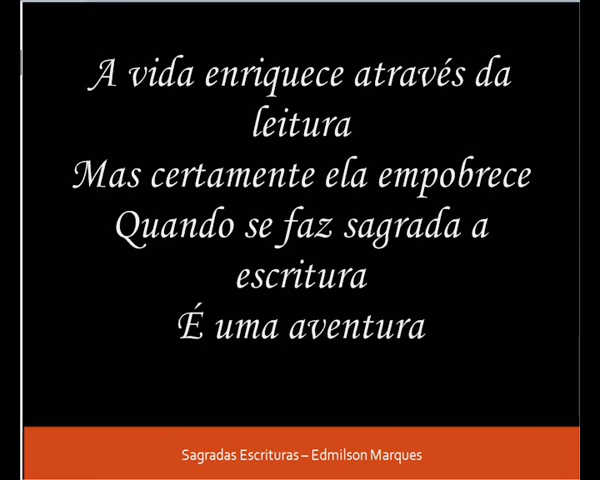 A vida enriquece através da
leitura
Mas certamente ela empobrece
Quando se faz sagrada a
escritura
É uma aventura
Sagradas Escrituras – Edmilson Marques